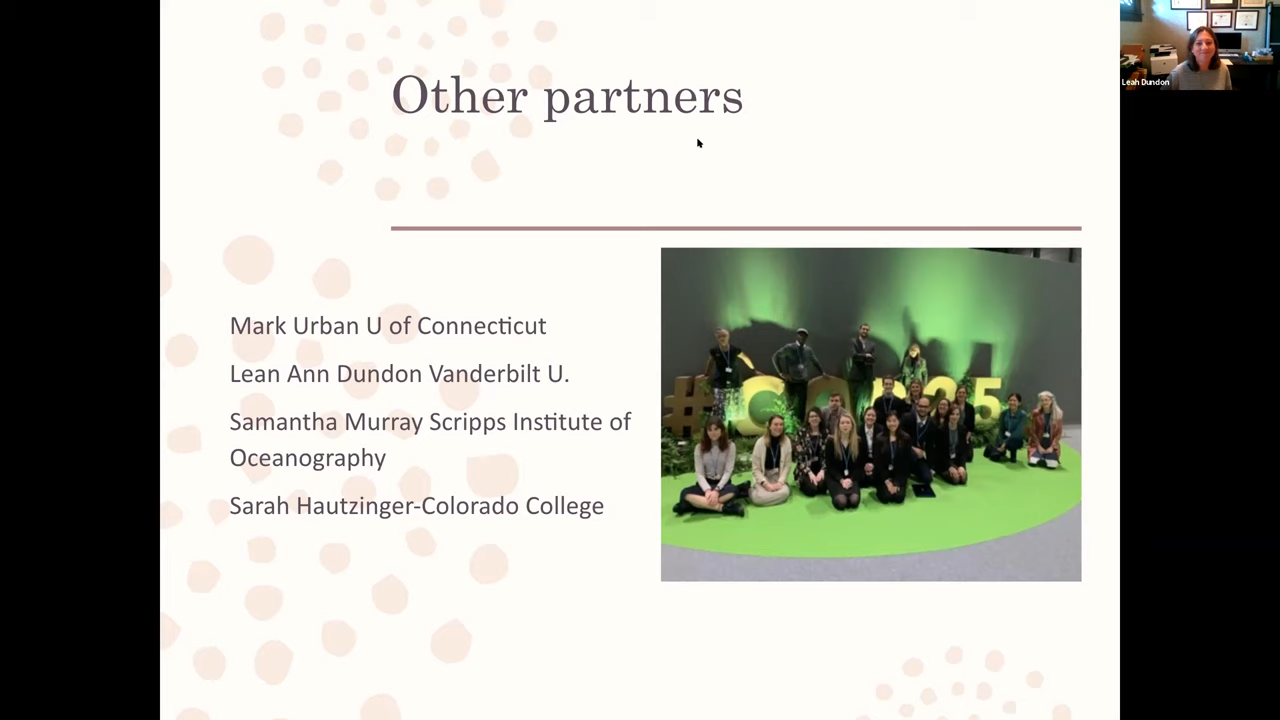 Other partners
Leah Dundon
Mark Urban U of Connecticut
Lean Ann Dundon Vanderbilt U.
Samantha Murray Scripps Institute of
Oceanography
Sarah Hautzinger-Colorado College
#COP25